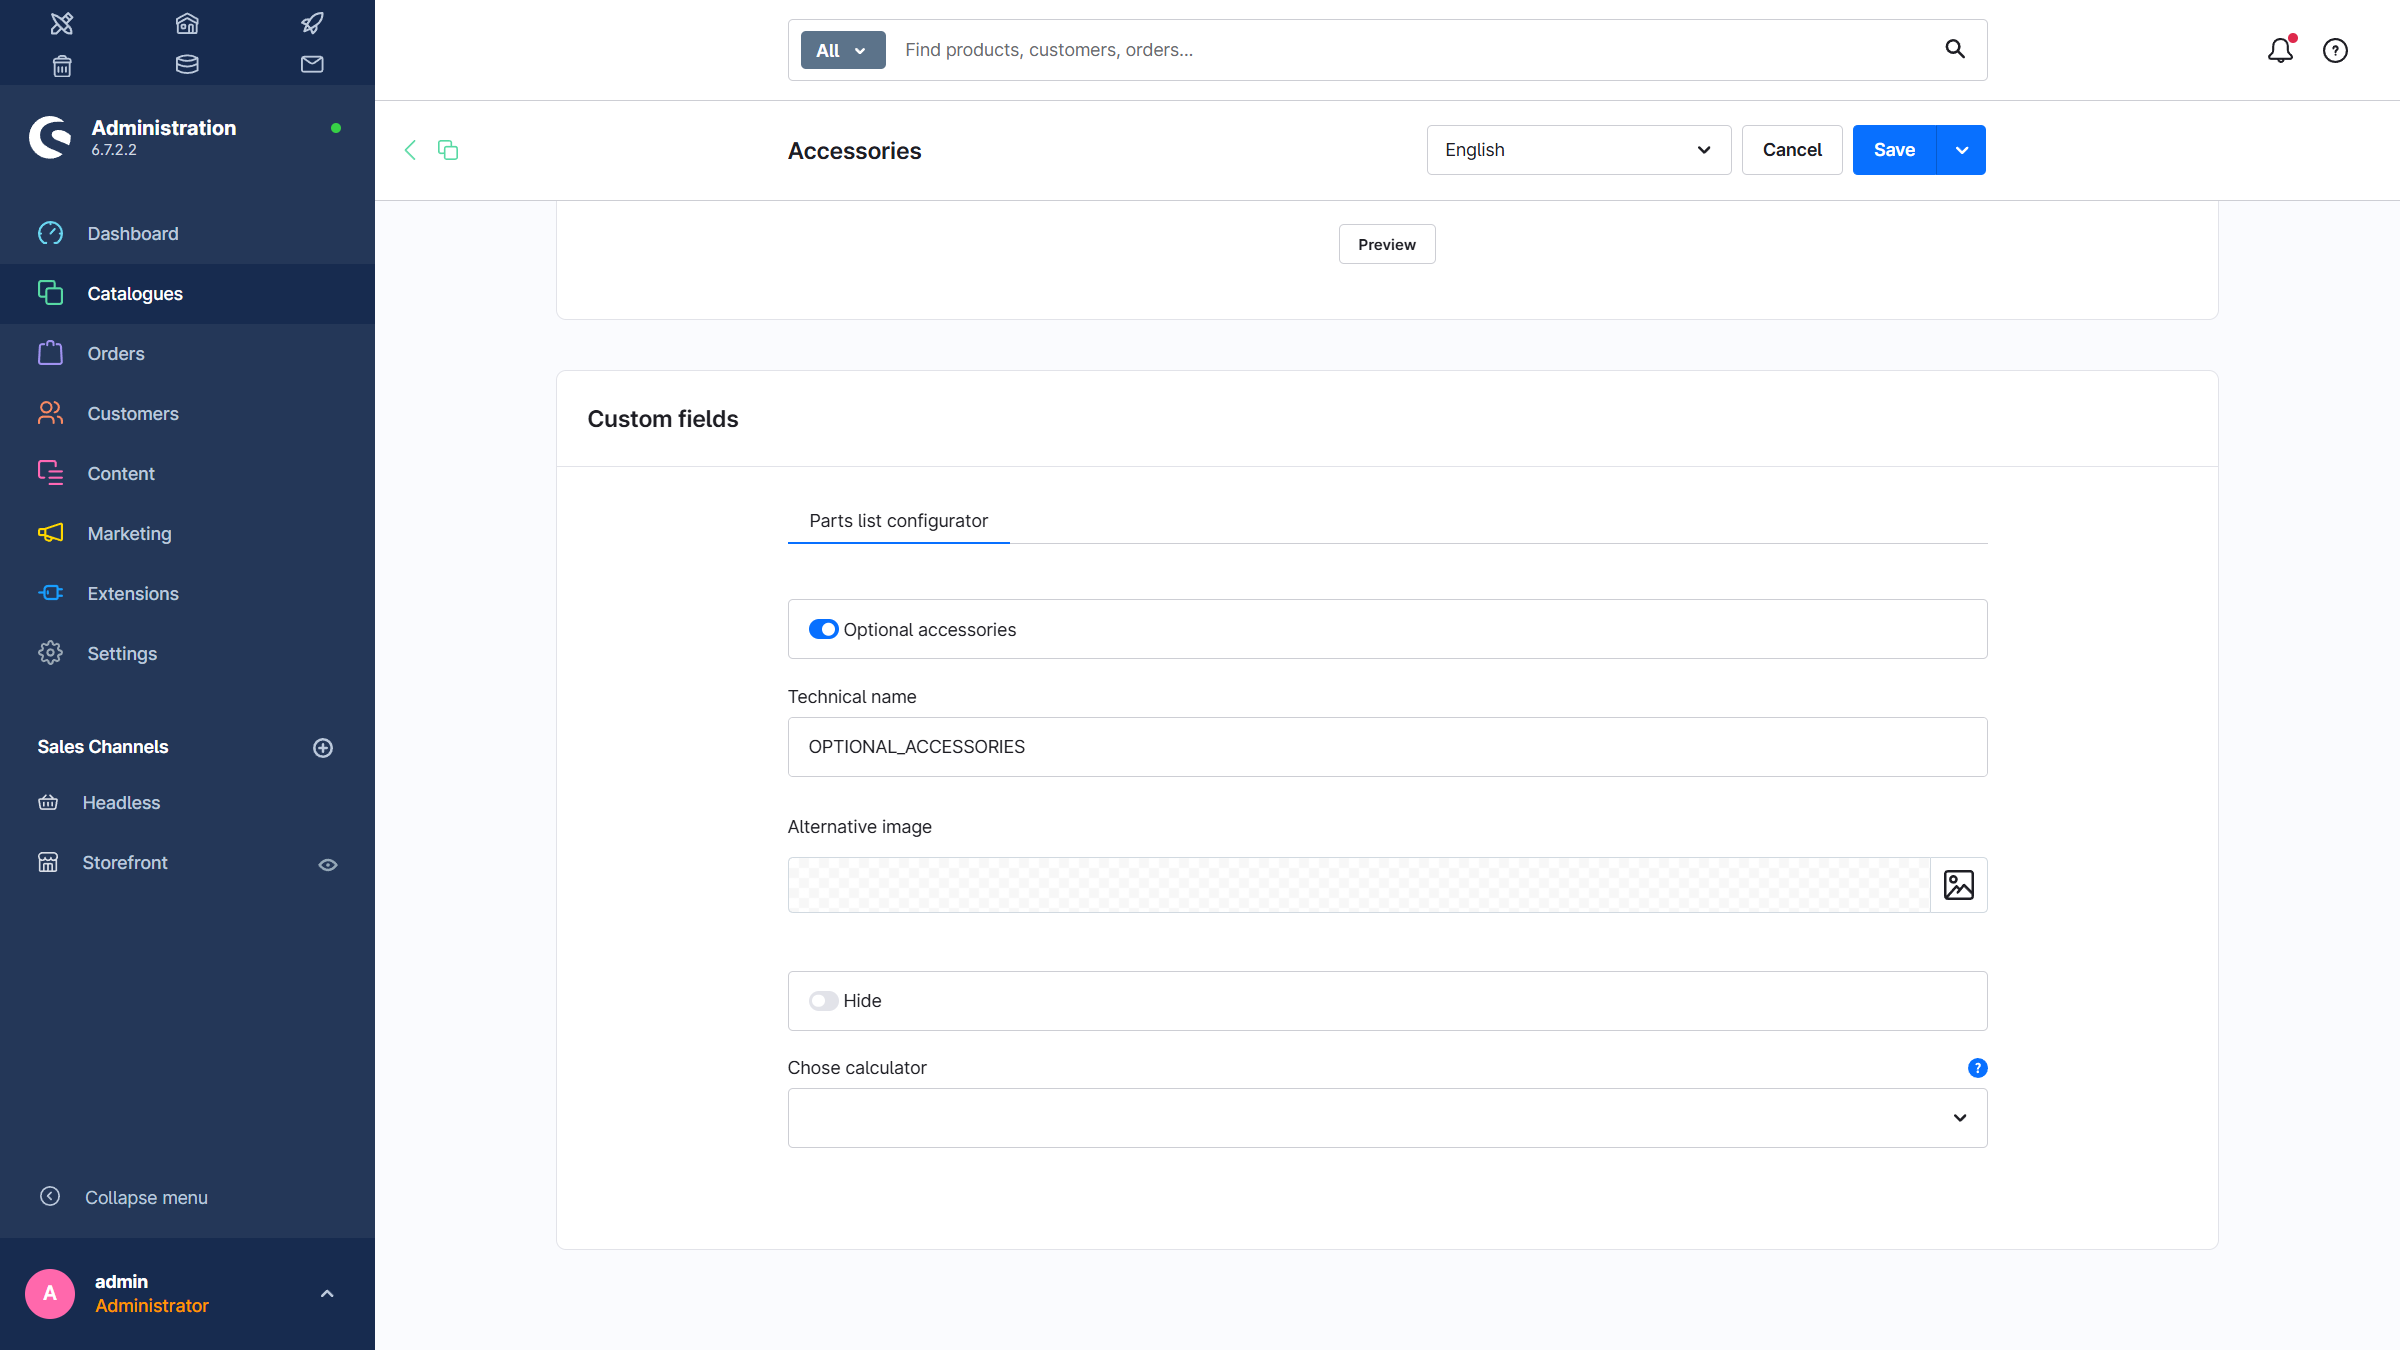 All
Find products, customers, orders...
Administration
6.7.2.2
Accessories
English
Cancel
Save
Dashboard
Catalogues
Orders
Customers
Content
Marketing
Extensions
Settings
Sales Channels
Headless
Storefront
Collapse menu
A
admin
Administrator
Preview
Custom fields
Parts list configurator
Optional accessories
Technical name
OPTIONAL_ACCESSORIES
Alternative image
Hide
Chose calculator
?